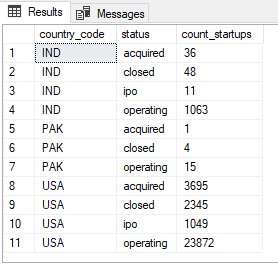 Results Messages
country_code status count_startups
1 IND acquired 36
2 IND closed 48
3 IND ipo 11
4 IND operating 1063
5 PAK acquired 1
6 PAK closed 4
7 PAK operating 15
8 USA acquired 3695
9 USA closed 2345
10 USA ipo 1049
11 USA operating 23872